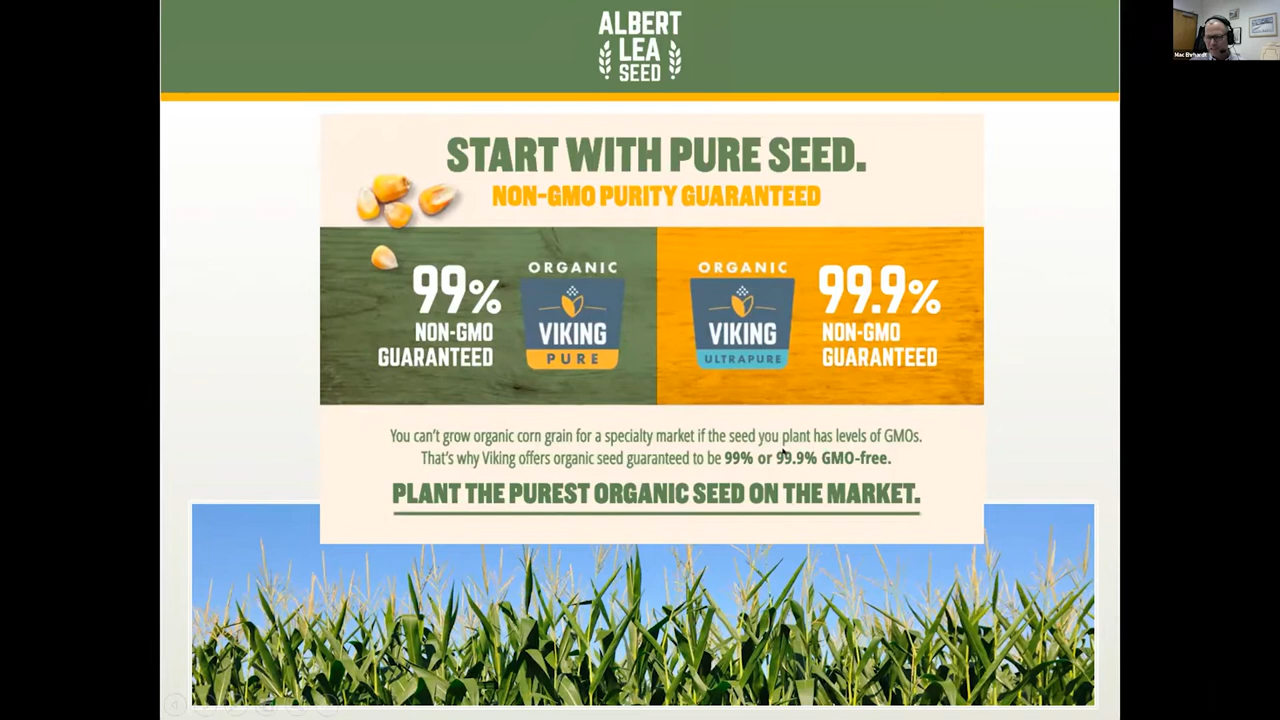 ALBERT
LEA
SEED
Mac Ehrhardt
START WITH PURE SEED.
NON-GMO PURITY GUARANTEED
99%
NON-GMO
GUARANTEED
ORGANIC
VIKING
PURE
ORGANIC
VIKING
ULTRAPURE
99.9%
NON-GMO
GUARANTEED
You can't grow organic corn grain for a specialty market if the seed you plant has levels of GMOs.
That's why Viking offers organic seed guaranteed to be 99% or 99.9% GMO-free.
PLANT THE PUREST ORGANIC SEED ON THE MARKET.